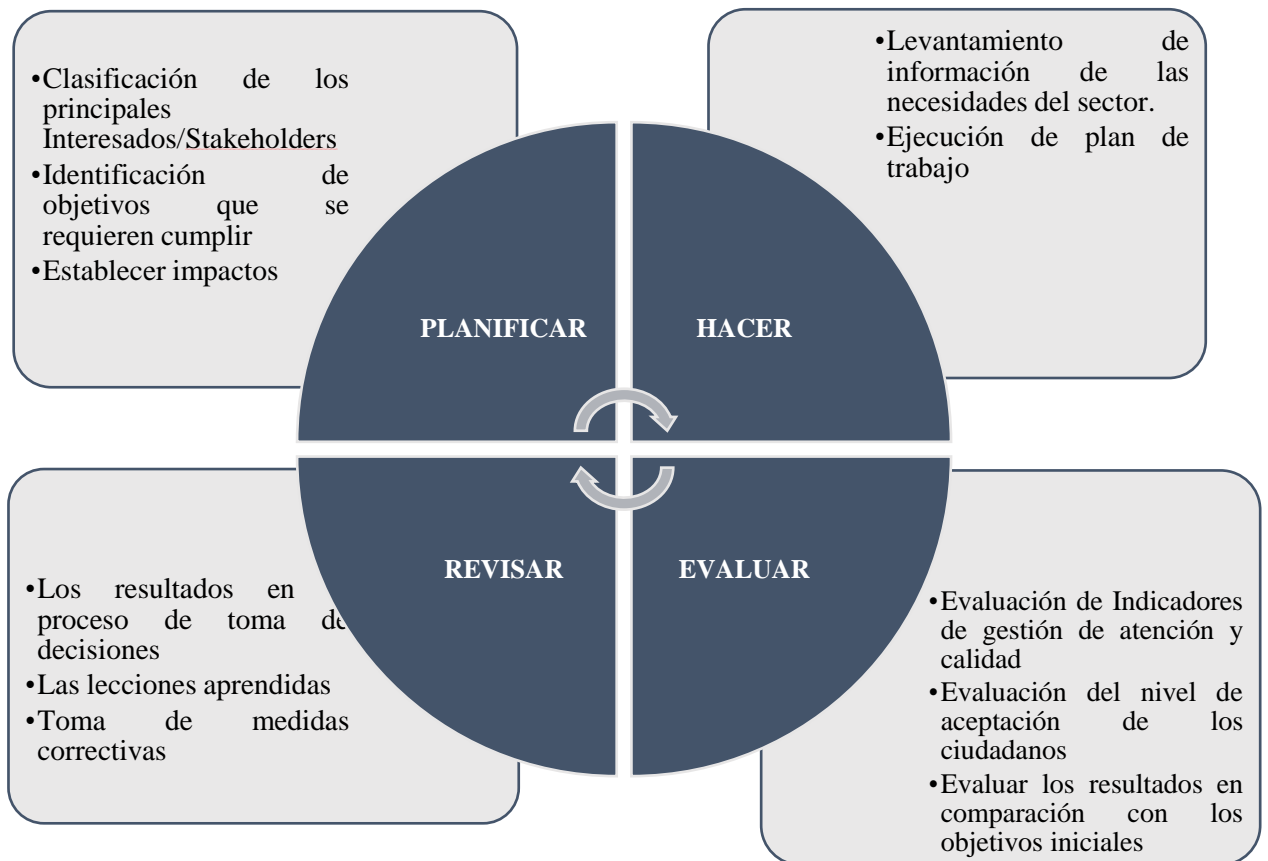 •Clasificación de los
principales
Interesados/Stakeholders
•Identificación de
objetivos que se
requieren cumplir
•Establecer impactos
•Levantamiento de
información de las
necesidades del sector.
•Ejecución de plan de
trabajo
PLANIFICAR
HACER
REVISAR
EVALUAR
•Los resultados en
proceso de toma de
decisiones
•Las lecciones aprendidas
•Toma de medidas
correctivas
•Evaluación de Indicadores
de gestión de atención y
calidad
•Evaluación del nivel de
aceptación de los
ciudadanos
•Evaluar los resultados en
comparación con los
objetivos iniciales